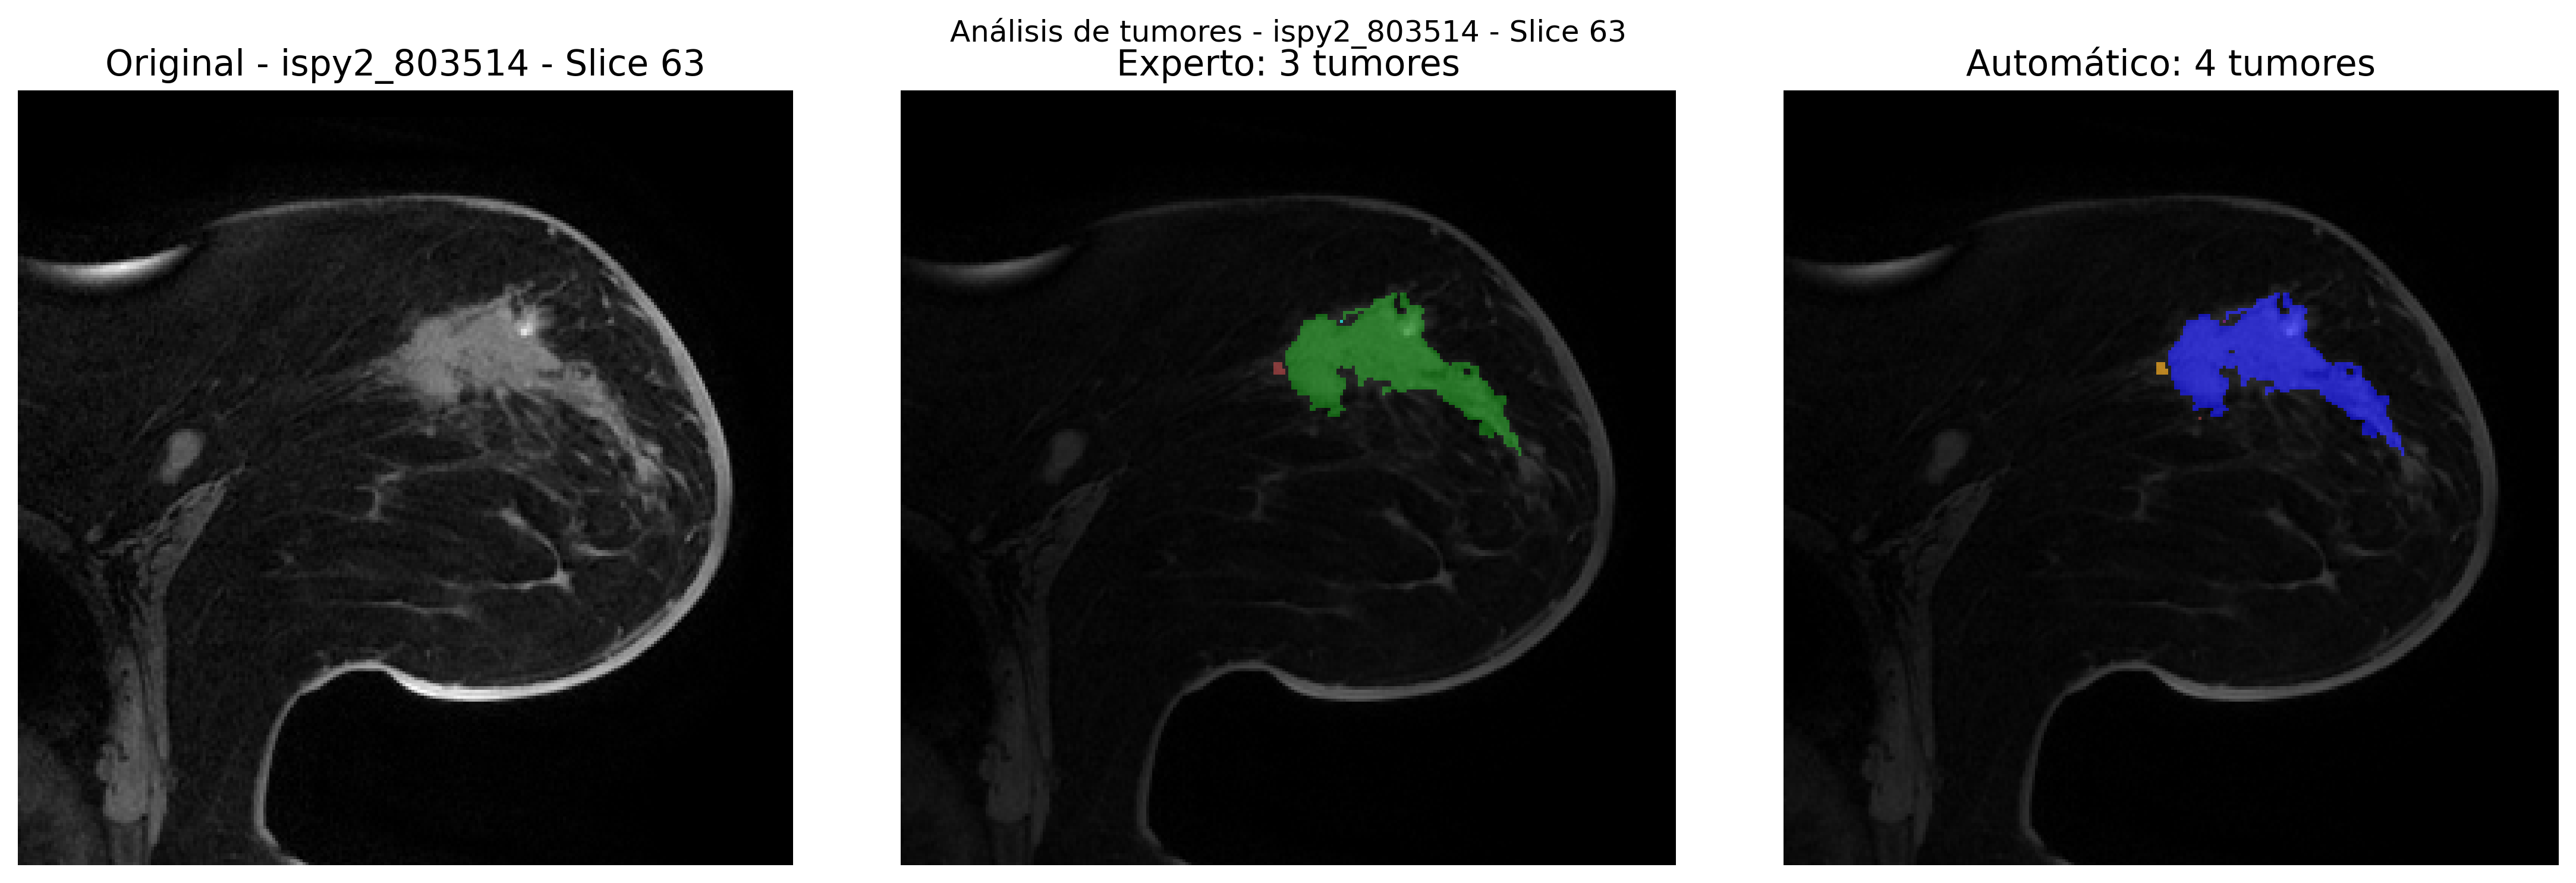 Análisis de tumores - ispy2_803514 - Slice 63
Original - ispy2_803514 - Slice 63
Experto: 3 tumores
Automático: 4 tumores